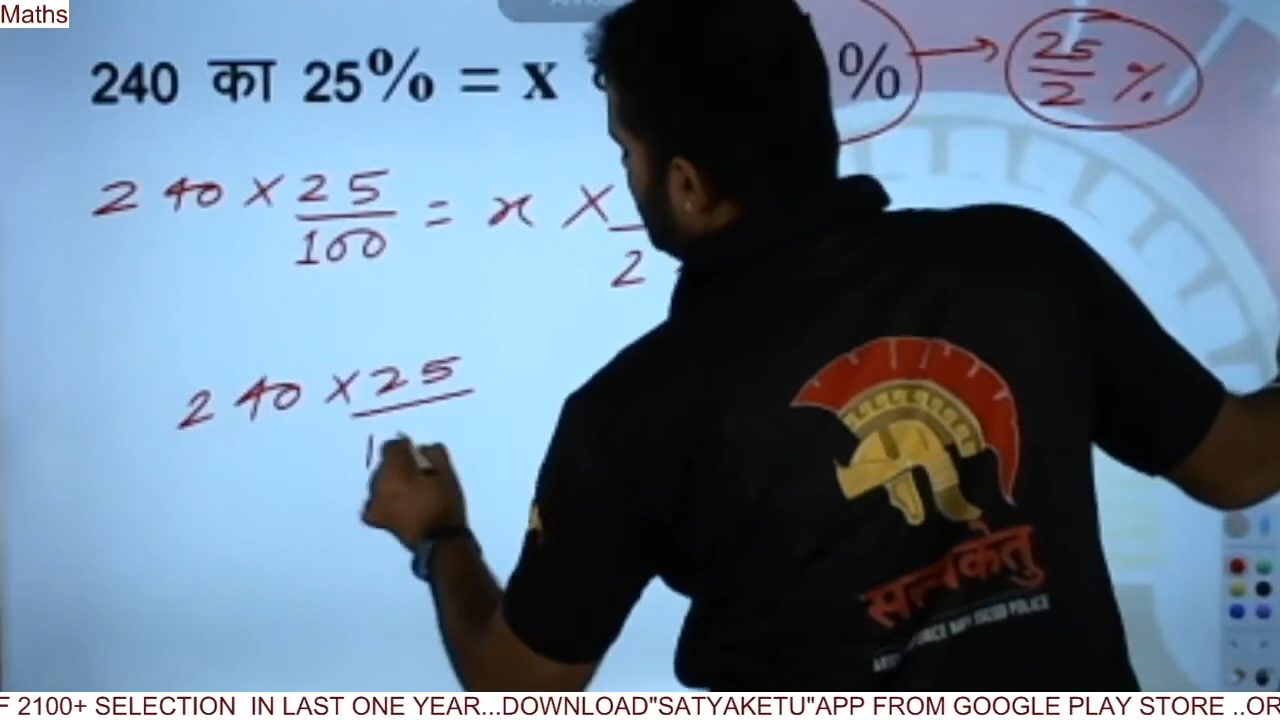 Maths
240 का 25% = x %
25
2 %
240 × 25
100 = x ×
2
240 × 25
1
सत्यकेतु
F 2100+ SELECTION IN LAST ONE YEAR...DOWNLOAD"SATYAKETU"APP FROM GOOGLE PLAY STORE ..OR